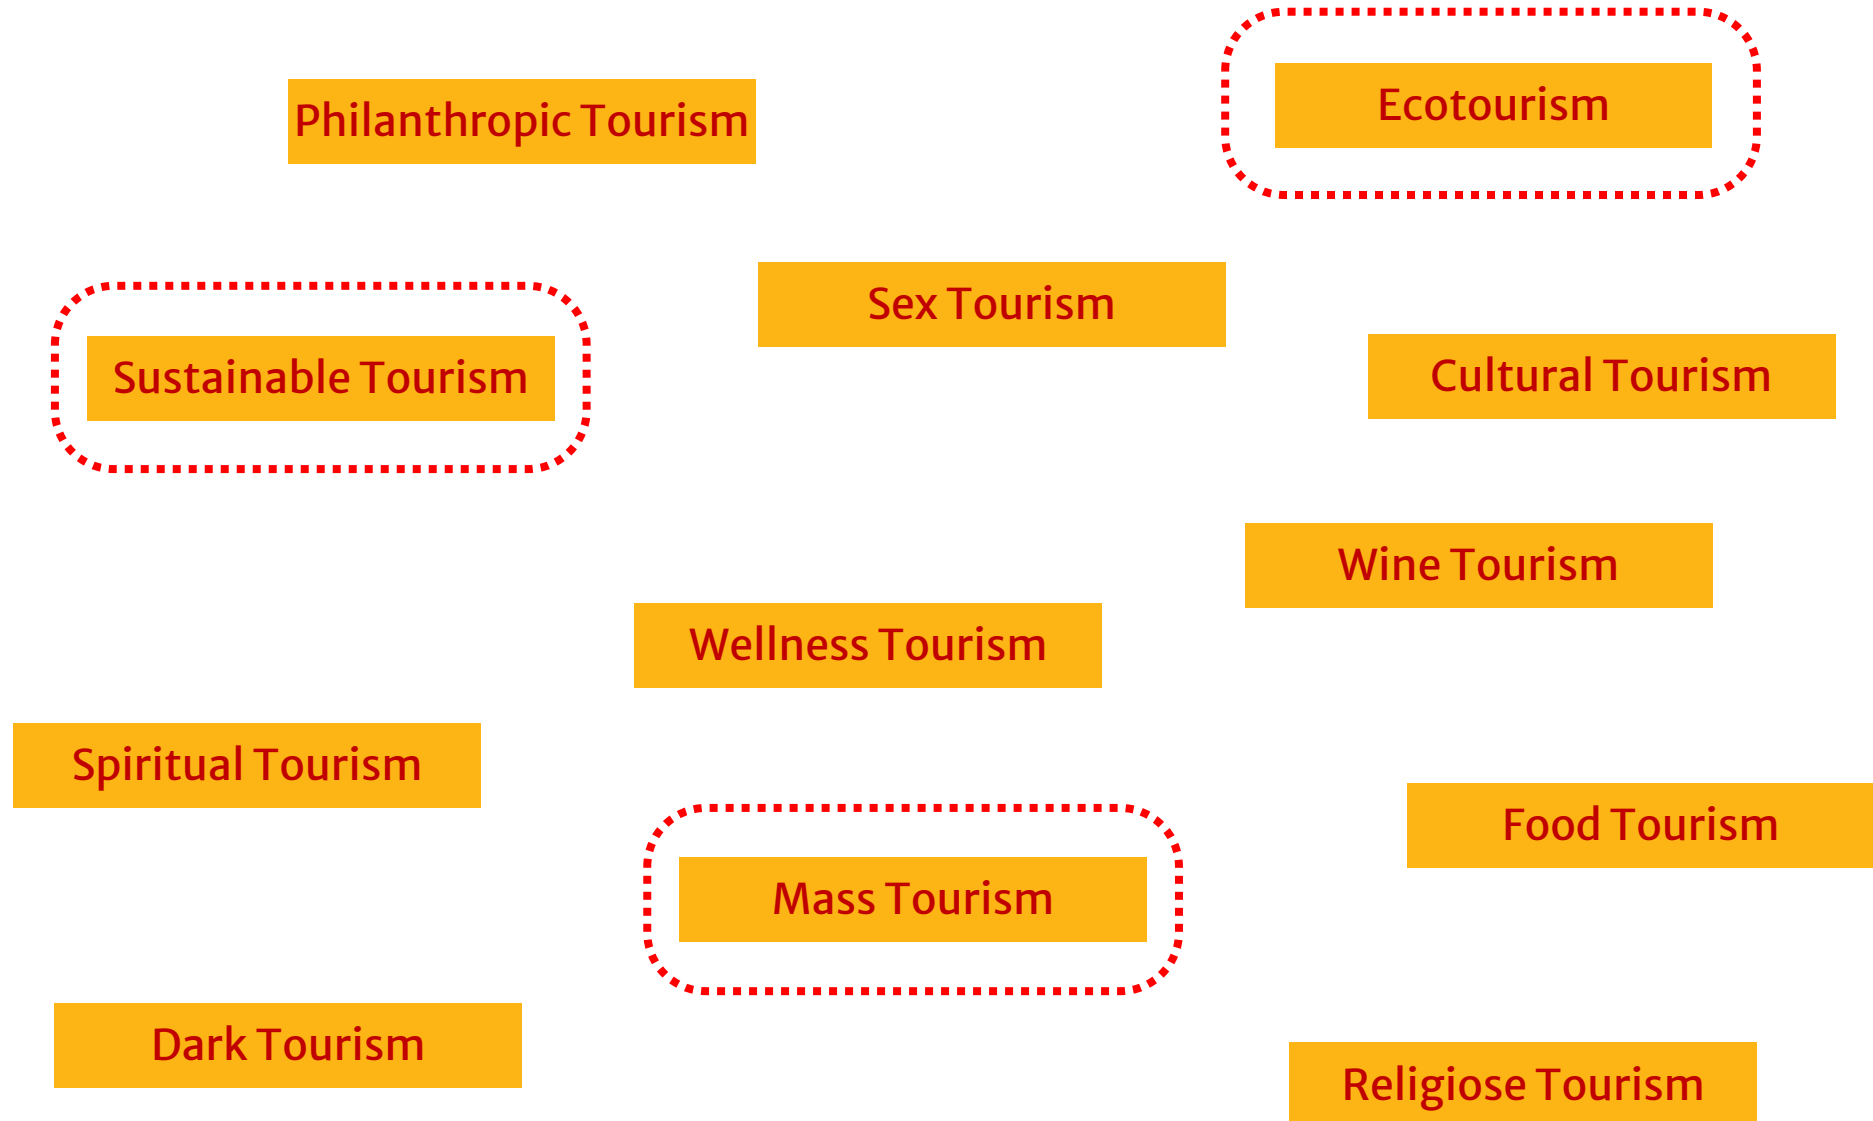 Philanthropic Tourism
Ecotourism
Sex Tourism
Sustainable Tourism
Cultural Tourism
Wine Tourism
Wellness Tourism
Spiritual Tourism
Food Tourism
Mass Tourism
Dark Tourism
Religiose Tourism